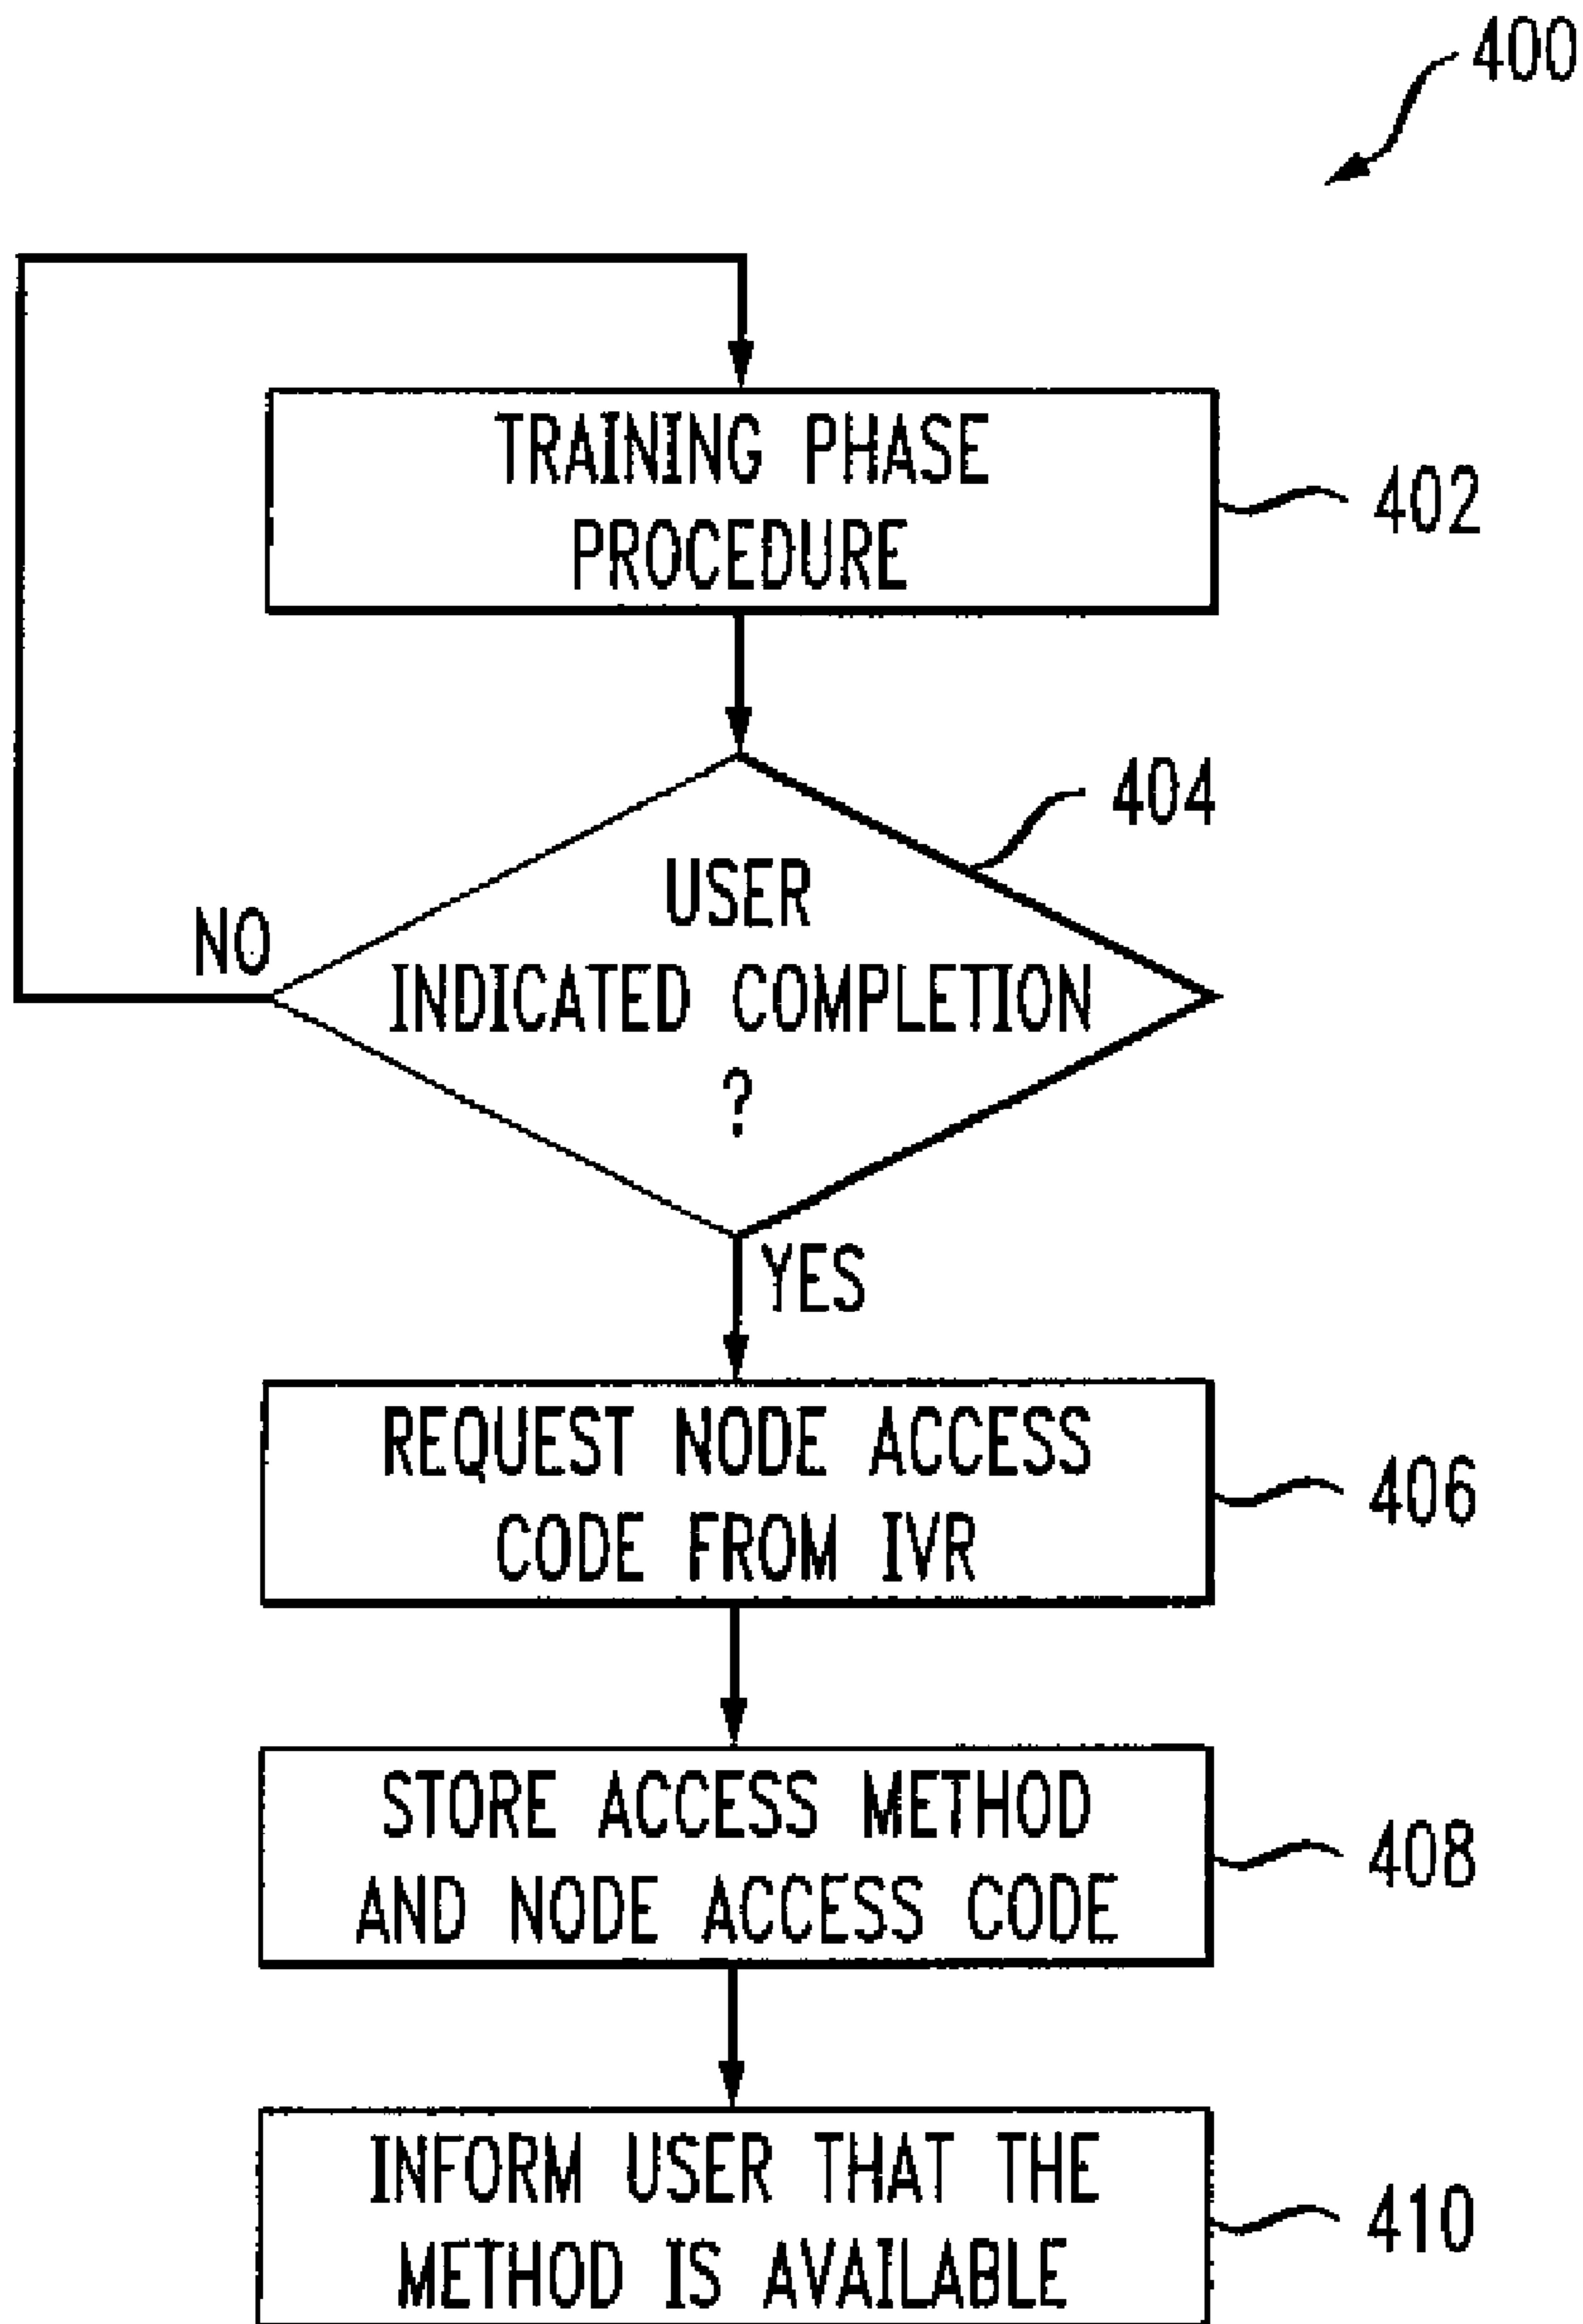 400
TRAINING PHASE
PROCEDURE
402
404
USER
INDICATED COMPLETION
?
NO
YES
REQUEST NODE ACCESS
CODE FROM IVR
406
STORE ACCESS METHOD
AND NODE ACCESS CODE
408
INFORM USER THAT THE
METHOD IS AVAILABLE
410